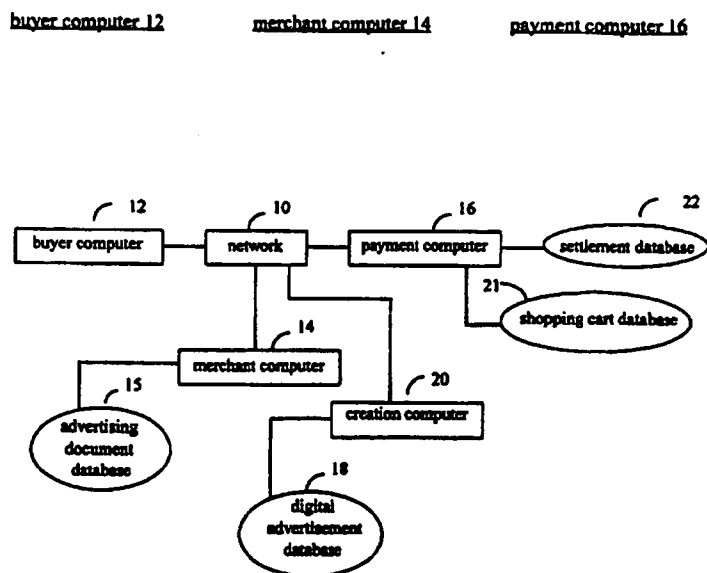 buyer computer 12 merchant computer 14 payment computer 16
12 10 16 22
buyer computer network payment computer settlement database
21
shopping cart database
14
merchant computer
15
advertising
document
database
20
creation computer
18
digital
advertisement
database